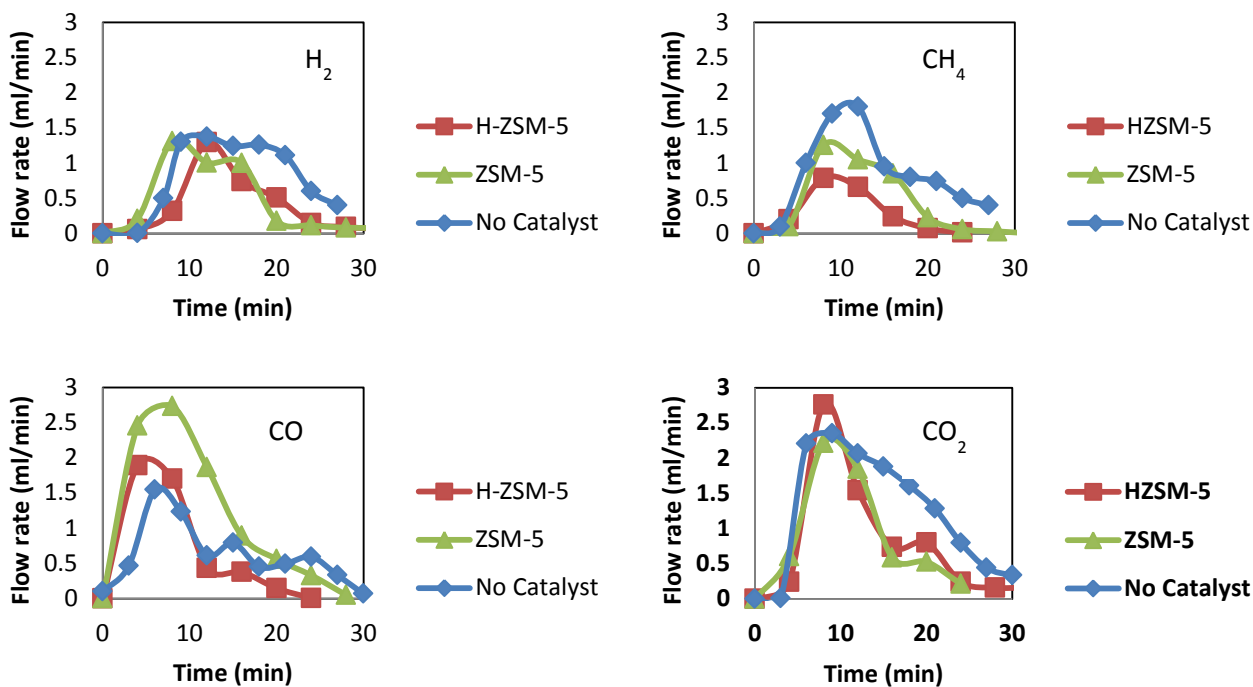 Flow rate (ml/min)
3
2.5
2
1.5
1
0.5
0
H2
0 10 20 30
Time (min)
H-ZSM-5
ZSM-5
No Catalyst
Flow rate (ml/min)
3
2.5
2
1.5
1
0.5
0
CH4
0 10 20 30
Time (min)
HZSM-5
ZSM-5
No Catalyst
Flow rate (ml/min)
3
2.5
2
1.5
1
0.5
0
CO
0 10 20 30
Time (min)
H-ZSM-5
ZSM-5
No Catalyst
Flow rate (ml/min)
3
2.5
2
1.5
1
0.5
0
CO2
0 10 20 30
Time (min)
HZSM-5
ZSM-5
No Catalyst